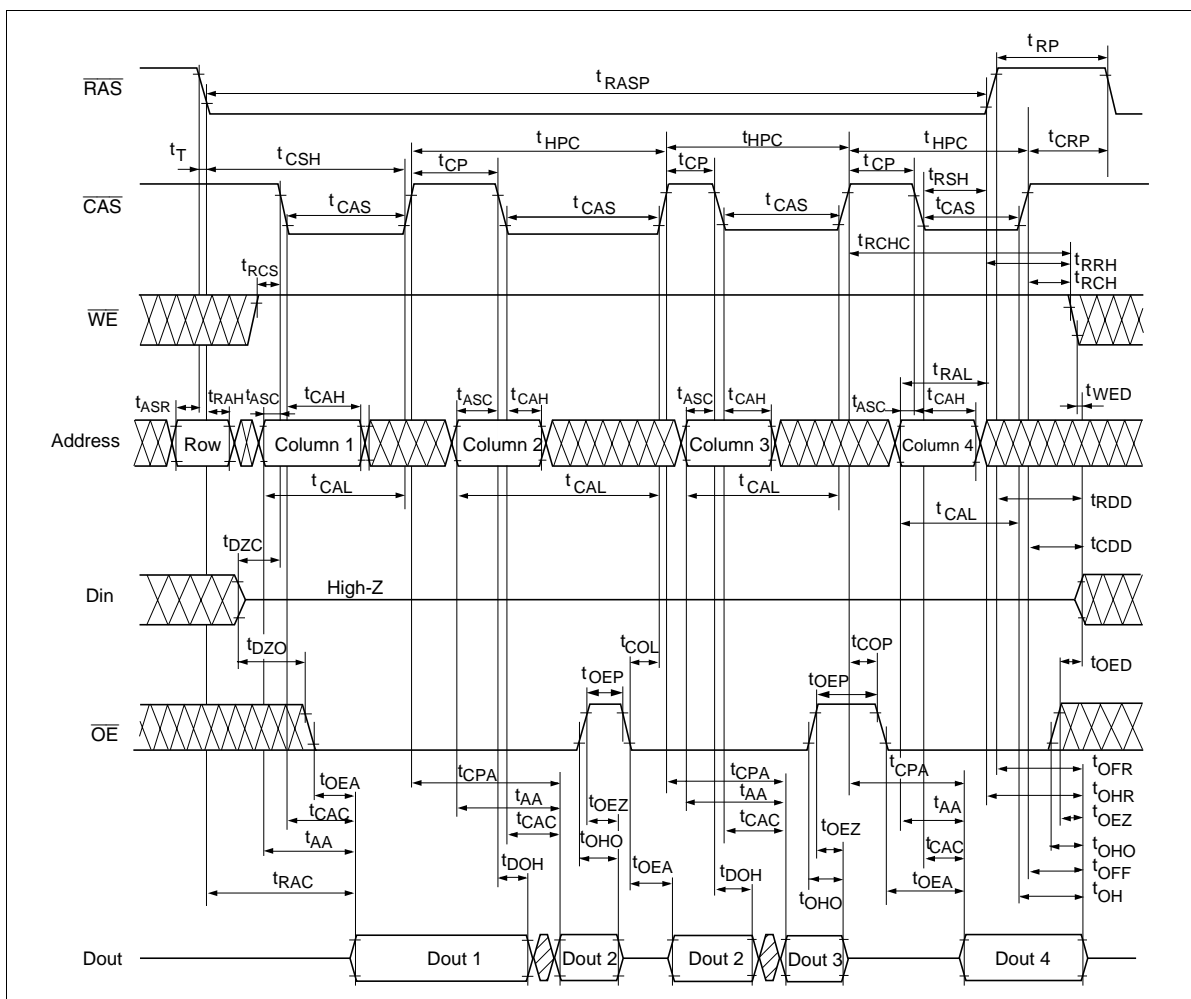 tRP
RAS
tRASP
tT
tCSH
tHPC
tHPC
tHPC
tCRP
tCP
tCP
tCP
tRSH
CAS
tCAS
tCAS
tCAS
tCAS
tRCHC
tRCS
tRRH
tRCH
WE
tRAL
tWED
tASR
tRAH
tASC
tCAH
tASC
tCAH
tASC
tCAH
tASC
tCAH
Address
Row
Column 1
Column 2
Column 3
Column 4
tCAL
tCAL
tCAL
tCAL
tRDD
tDZC
tCDD
Din
High-Z
tDZO
tCOL
tCOP
tOED
tOEP
tOEP
OE
tOEA
tCPA
tCPA
tCPA
tOFR
tCAC
tAA
tOEZ
tAA
tAA
tOHR
tAA
tCAC
tCAC
tOEZ
tOEZ
tOHO
tCAC
tOHO
tRAC
tDOH
tOEA
tDOH
tOHO
tOEA
tOFF
tOH
Dout
Dout 1
Dout 2
Dout 2
Dout 3
Dout 4